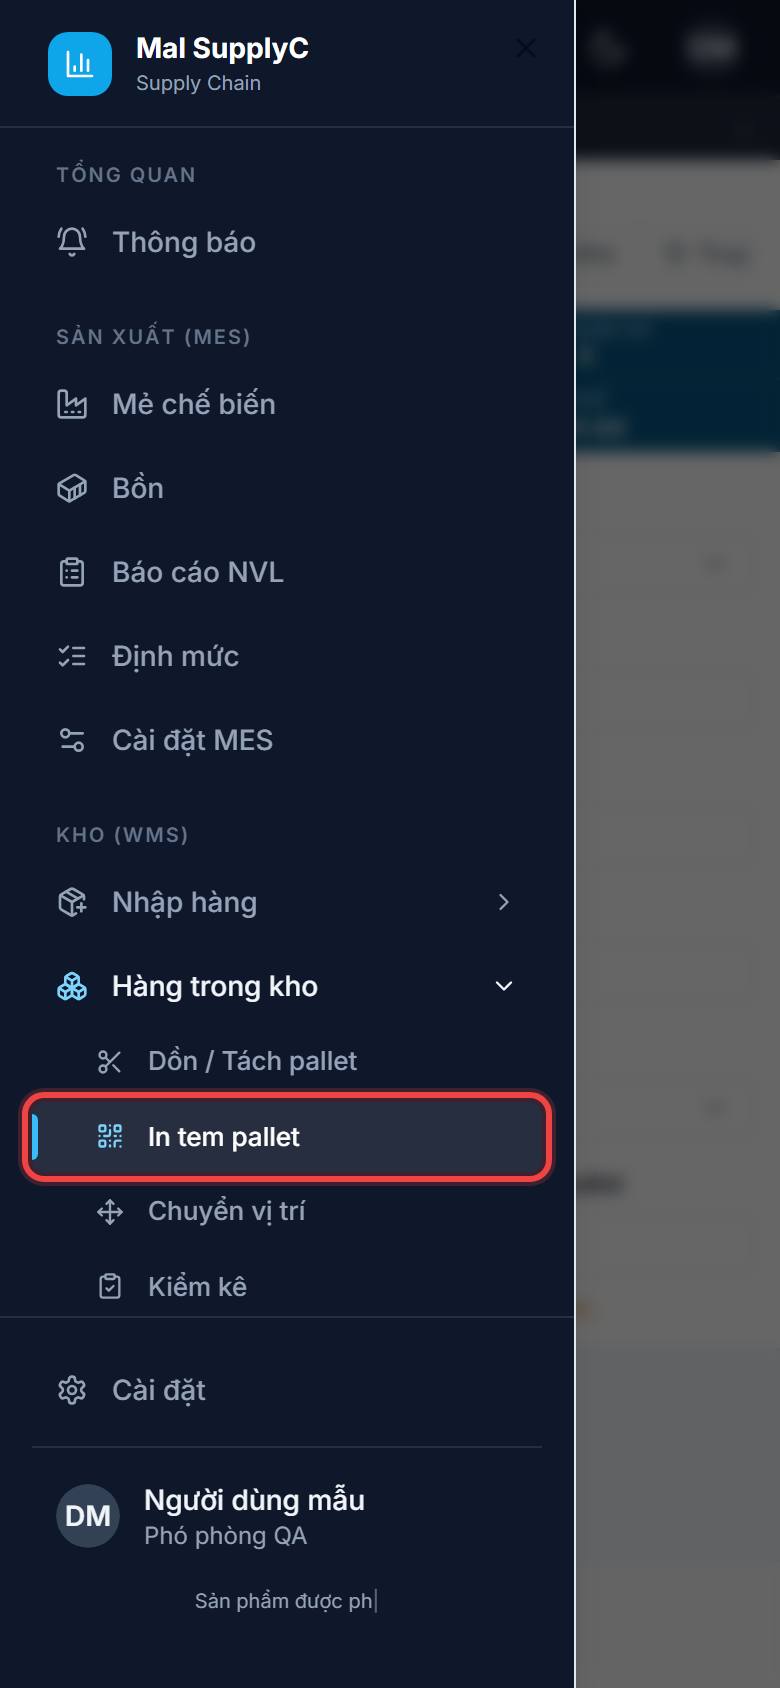 Mal SupplyC
Supply Chain
TỔNG QUAN
Thông báo
SẢN XUẤT (MES)
Mẻ chế biến
Bồn
Báo cáo NVL
Định mức
Cài đặt MES
KHO (WMS)
Nhập hàng
Hàng trong kho
Dồn / Tách pallet
In tem pallet
Chuyển vị trí
Kiểm kê
Cài đặt
DM
Người dùng mẫu
Phó phòng QA
Sản phẩm được ph